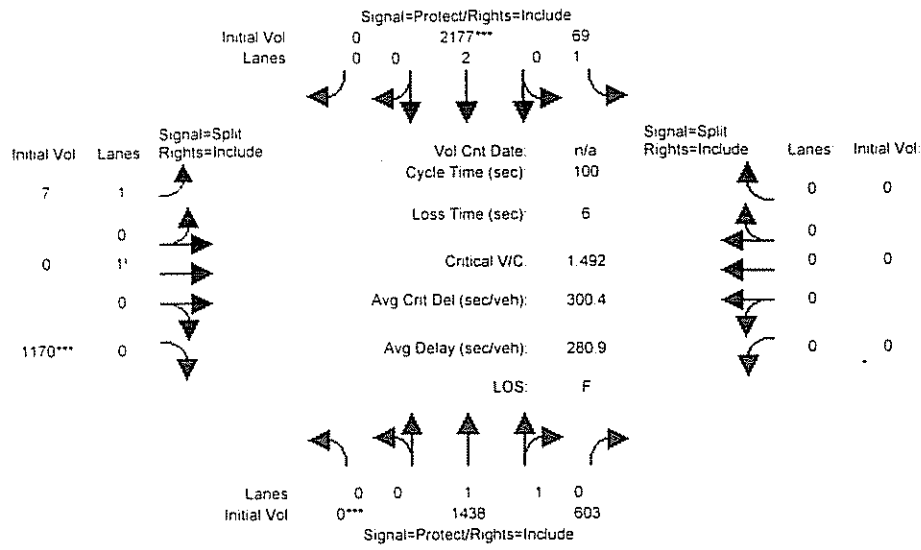 Signal=Protect/Rights=Include
Initial Vol 0 2177*** 69
Lanes 0 0 2 0 1
Signal=Split
Initial Vol Lanes Rights=Include
Vol Cnt Date: n/a
Signal=Split
Rights=Include Lanes: Initial Vol:
7 1
Cycle Time (sec): 100
0 0
0
Loss Time (sec): 6
0
0 1!
Critical V/C: 1.492
0 0
0
Avg Crit Del (sec/veh): 300.4
0
1170*** 0
Avg Delay (sec/veh): 280.9
0 0
LOS: F
Lanes 0 0 1 1 0
Initial Vol 0*** 1438 603
Signal=Protect/Rights=Include